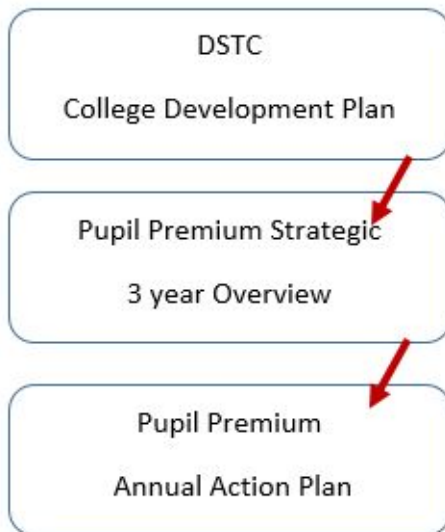 DSTC
College Development Plan
Pupil Premium Strategic
3 year Overview
Pupil Premium
Annual Action Plan